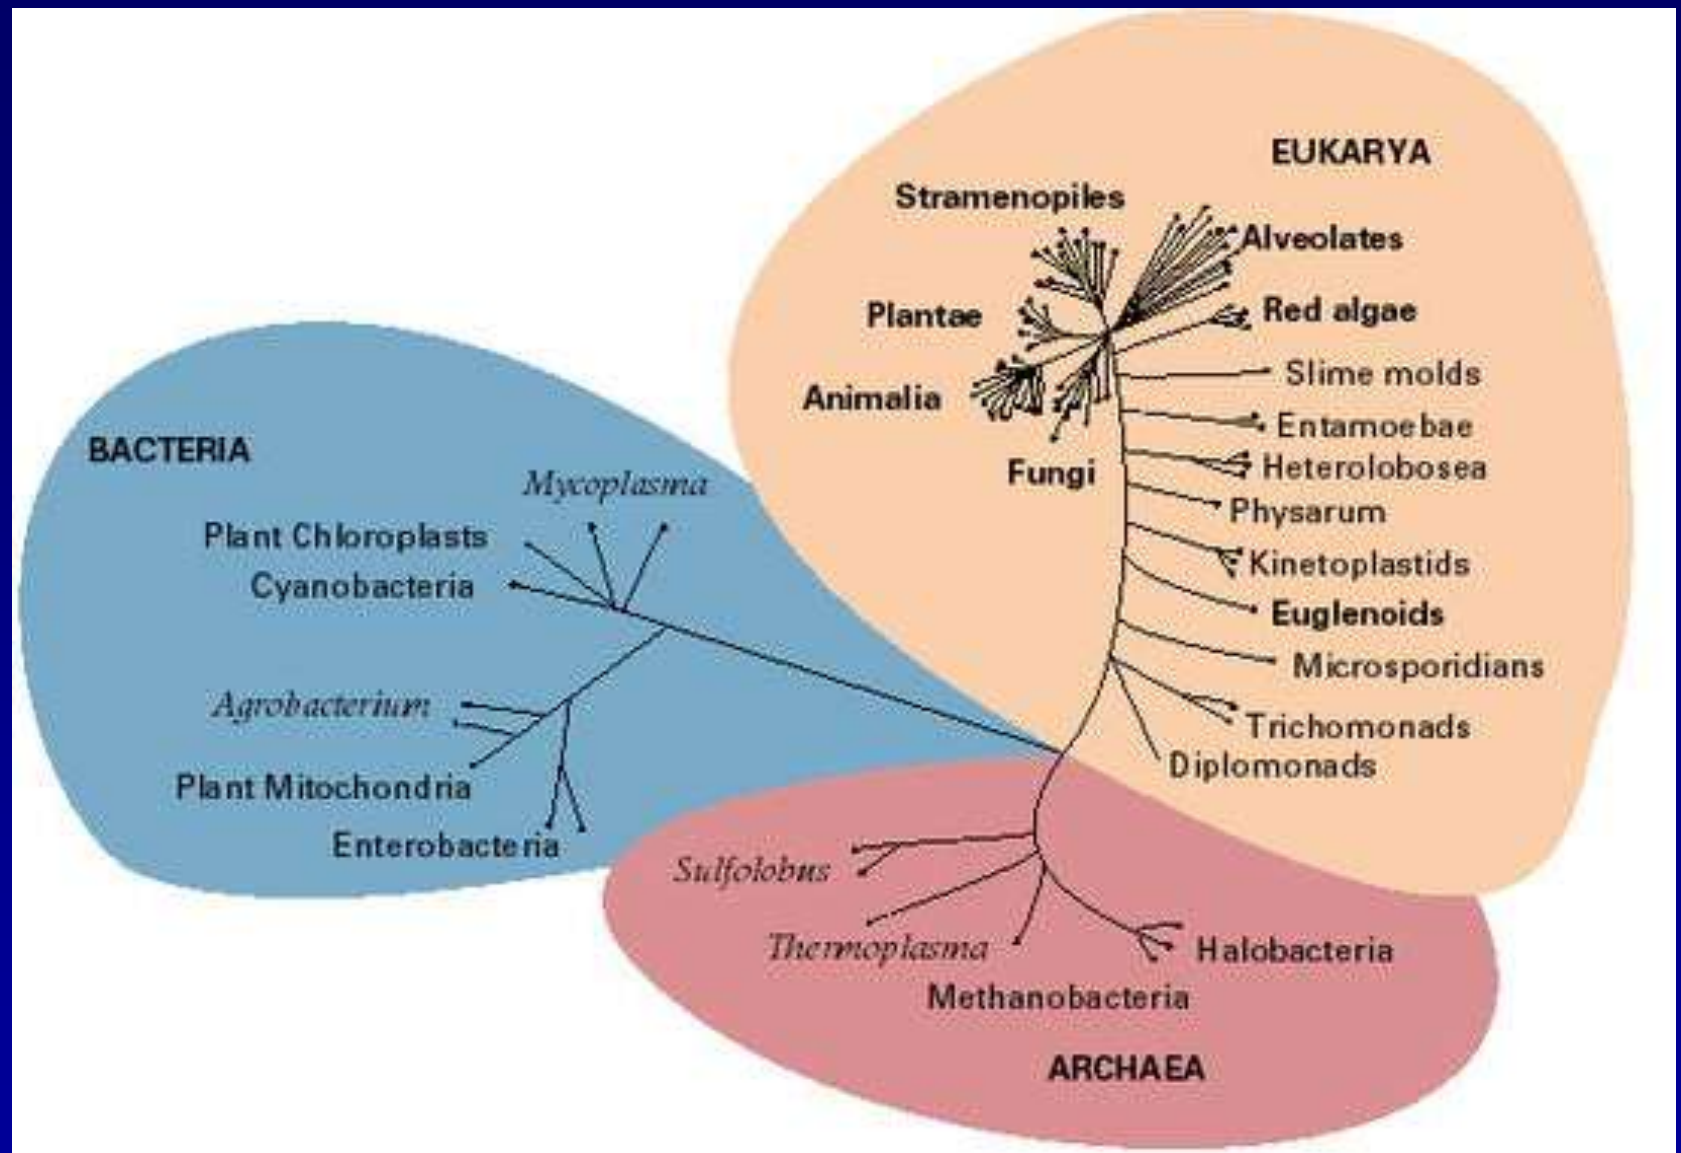 EUKARYA
Stramenopiles
Alveolates
Plantae
Red algae
Animalia
Slime molds
Entamoebae
Fungi
Heterolobosea
Physarum
Kinetoplastids
Euglenoids
Microsporidians
Trichomonads
Diplomonads
BACTERIA
Mycoplasma
Plant Chloroplasts
Cyanobacteria
Agrobacterium
Plant Mitochondria
Enterobacteria
Sulfolobus
Thermoplasma
Halobacteria
Methanobacteria
ARCHAEA